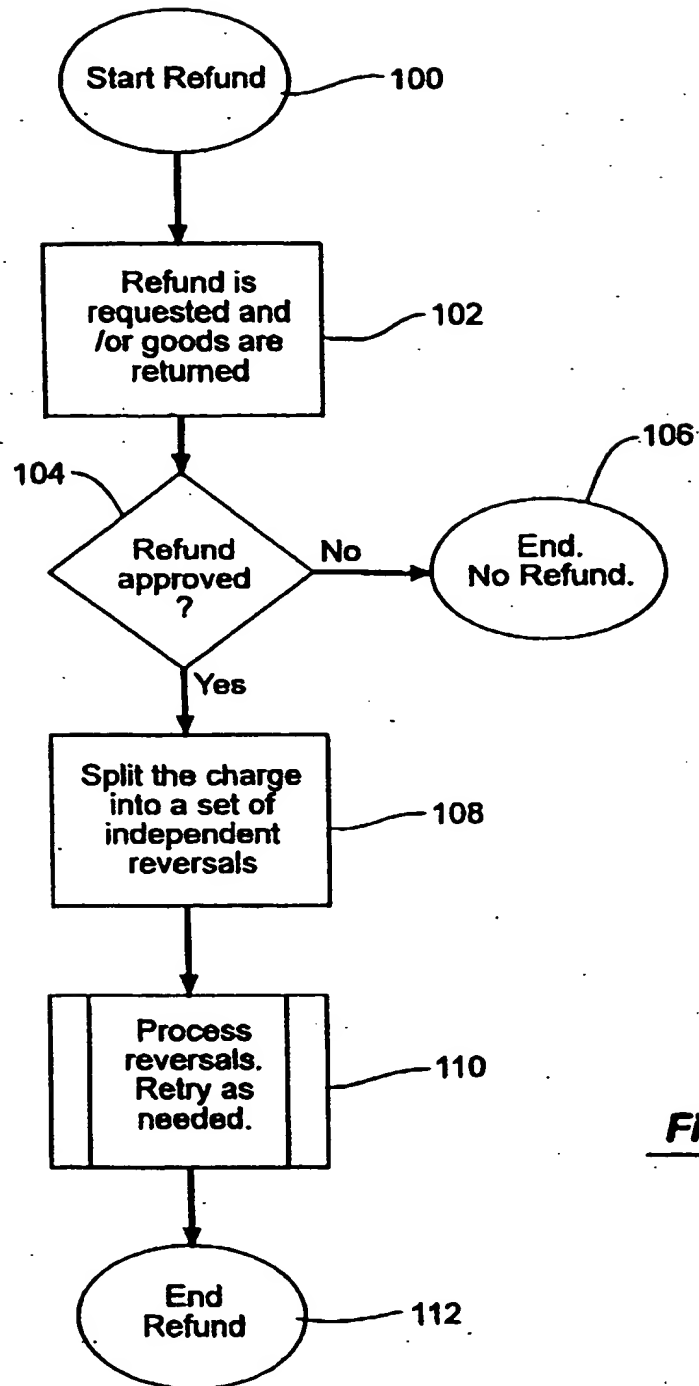 Start Refund
100
Refund is
requested and
/or goods are
returned
102
104
Refund
approved
?
No
106
End.
No Refund.
Yes
Split the charge
into a set of
independent
reversals
108
Process
reversals.
Retry as
needed.
110
End
Refund
112